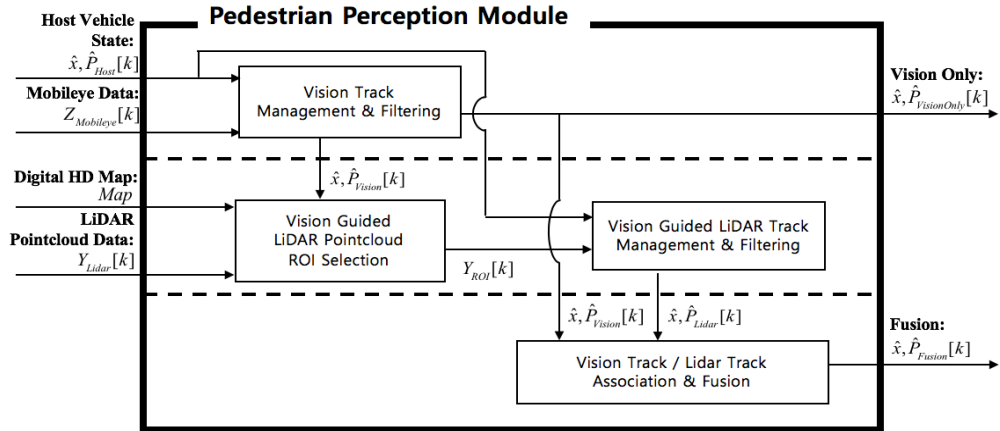 Pedestrian Perception Module
Host Vehicle
State:
x̂, P̂_Host[k]
Mobileye Data:
Z_Mobileye[k]
Vision Track
Management & Filtering
Vision Only:
x̂, P̂_VisionOnly[k]
x̂, P̂_Vision[k]
Digital HD Map:
Map
LiDAR
Pointcloud Data:
Y_Lidar[k]
Vision Guided
LiDAR Pointcloud
ROI Selection
Y_ROI[k]
Vision Guided LiDAR Track
Management & Filtering
x̂, P̂_Vision[k]
x̂, P̂_Lidar[k]
Vision Track / Lidar Track
Association & Fusion
Fusion:
x̂, P̂_Fusion[k]